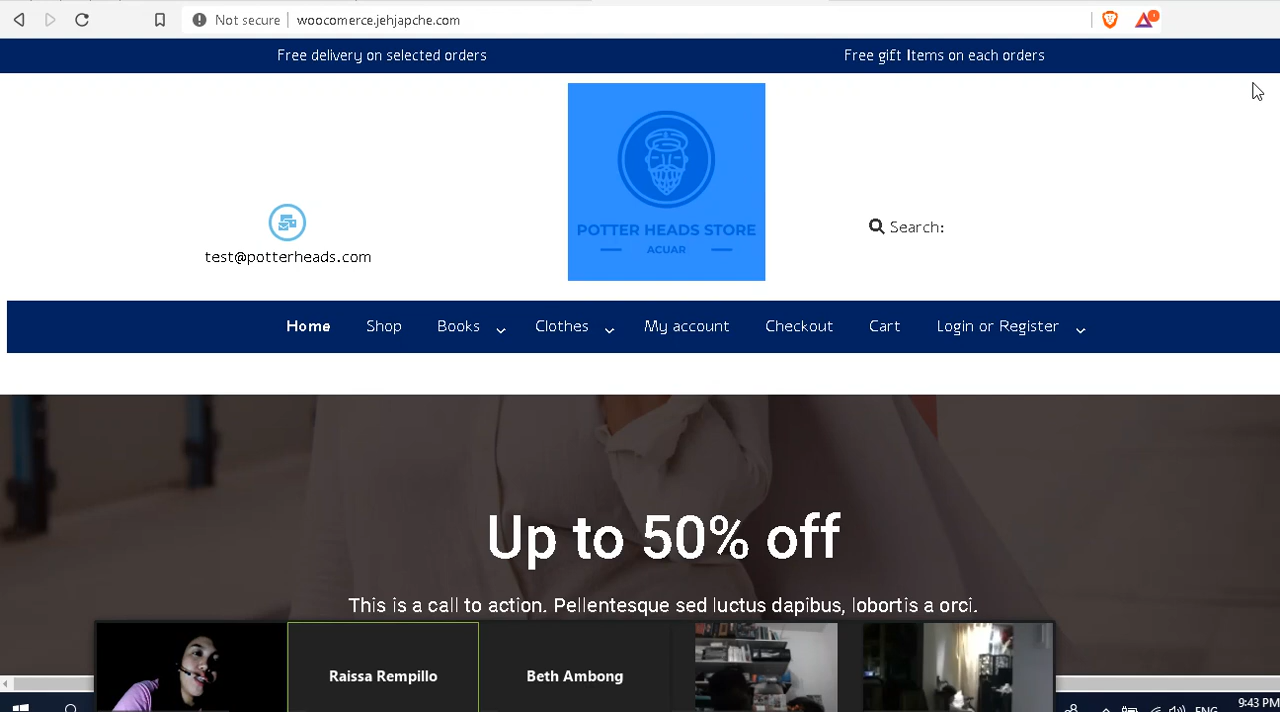 Not secure
woocomerce.jehjapche.com
Free delivery on selected orders
Free gift Items on each orders
POTTER HEADS STORE
ACUAR
test@potterheads.com
Search:
Home
Shop
Books
Clothes
My account
Checkout
Cart
Login or Register
Up to 50% off
This is a call to action. Pellentesque sed luctus dapibus, lobortis a orci.
Raissa Rempillo
Beth Ambong
ENG
9:43 PM